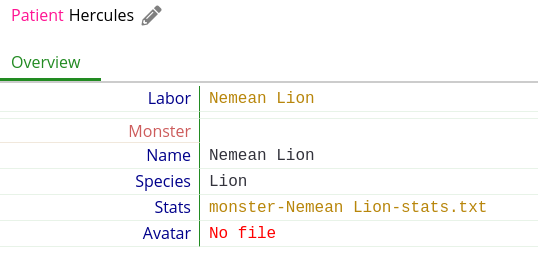 Patient Hercules
Overview
Labor Nemean Lion
Monster
Name Nemean Lion
Species Lion
Stats monster-Nemean Lion-stats.txt
Avatar No file